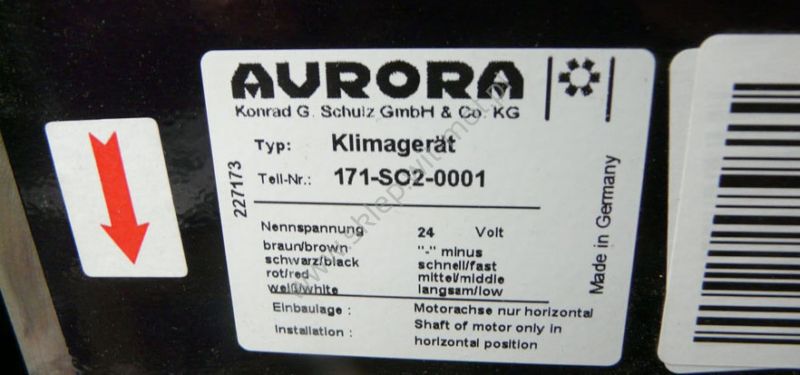 AURORA
Konrad G. Schulz GmbH & Co. KG
Typ: Klimagerät
Teil-Nr.: 171-SO2-0001
227173
Made in Germany
Nennspannung 24 Volt
braun/brown "-" minus
schwarz/black schnell/fast
rot/red mittel/middle
weiß/white langsam/low
Einbaulage : Motorachse nur horizontal
Installation : Shaft of motor only in
horizontal position